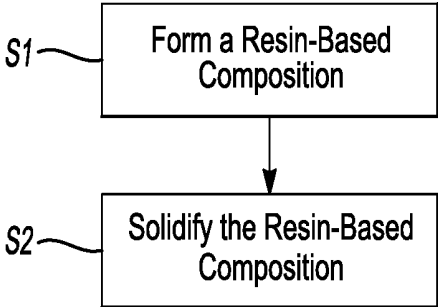 S1
Form a Resin-Based
Composition
S2
Solidify the Resin-Based
Composition